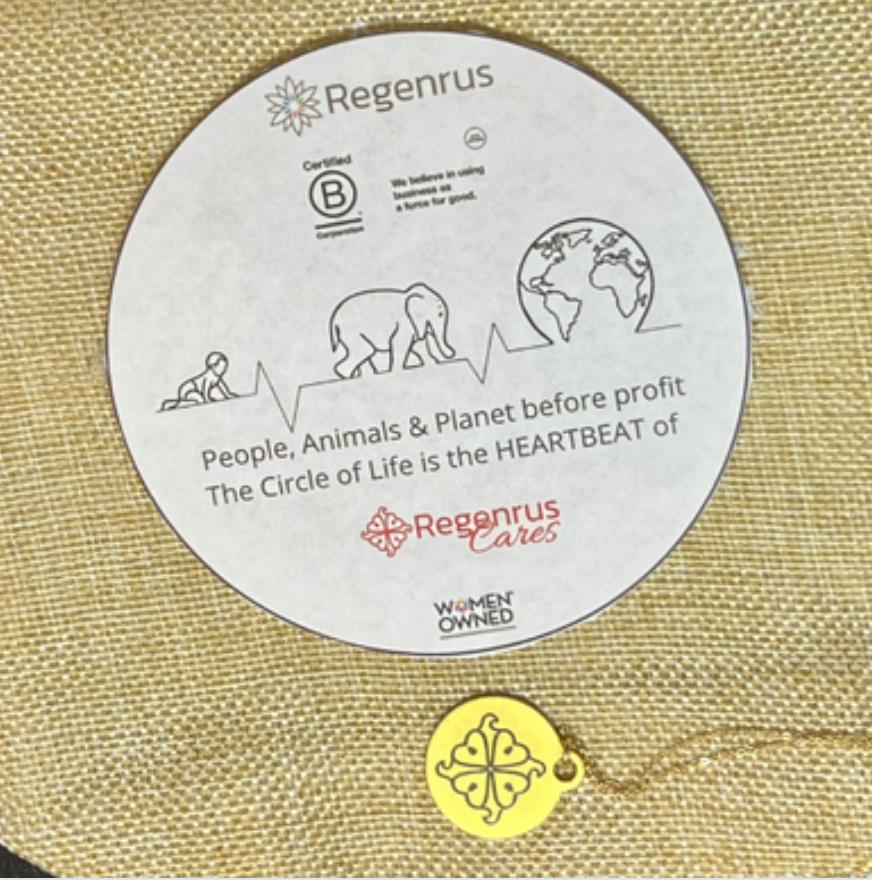 Regenrus
Certified
B
Corporation
We believe in using
business as
a force for good.
People, Animals & Planet before profit
The Circle of Life is the HEARTBEAT of
Regenrus
Cares
WOMEN
OWNED